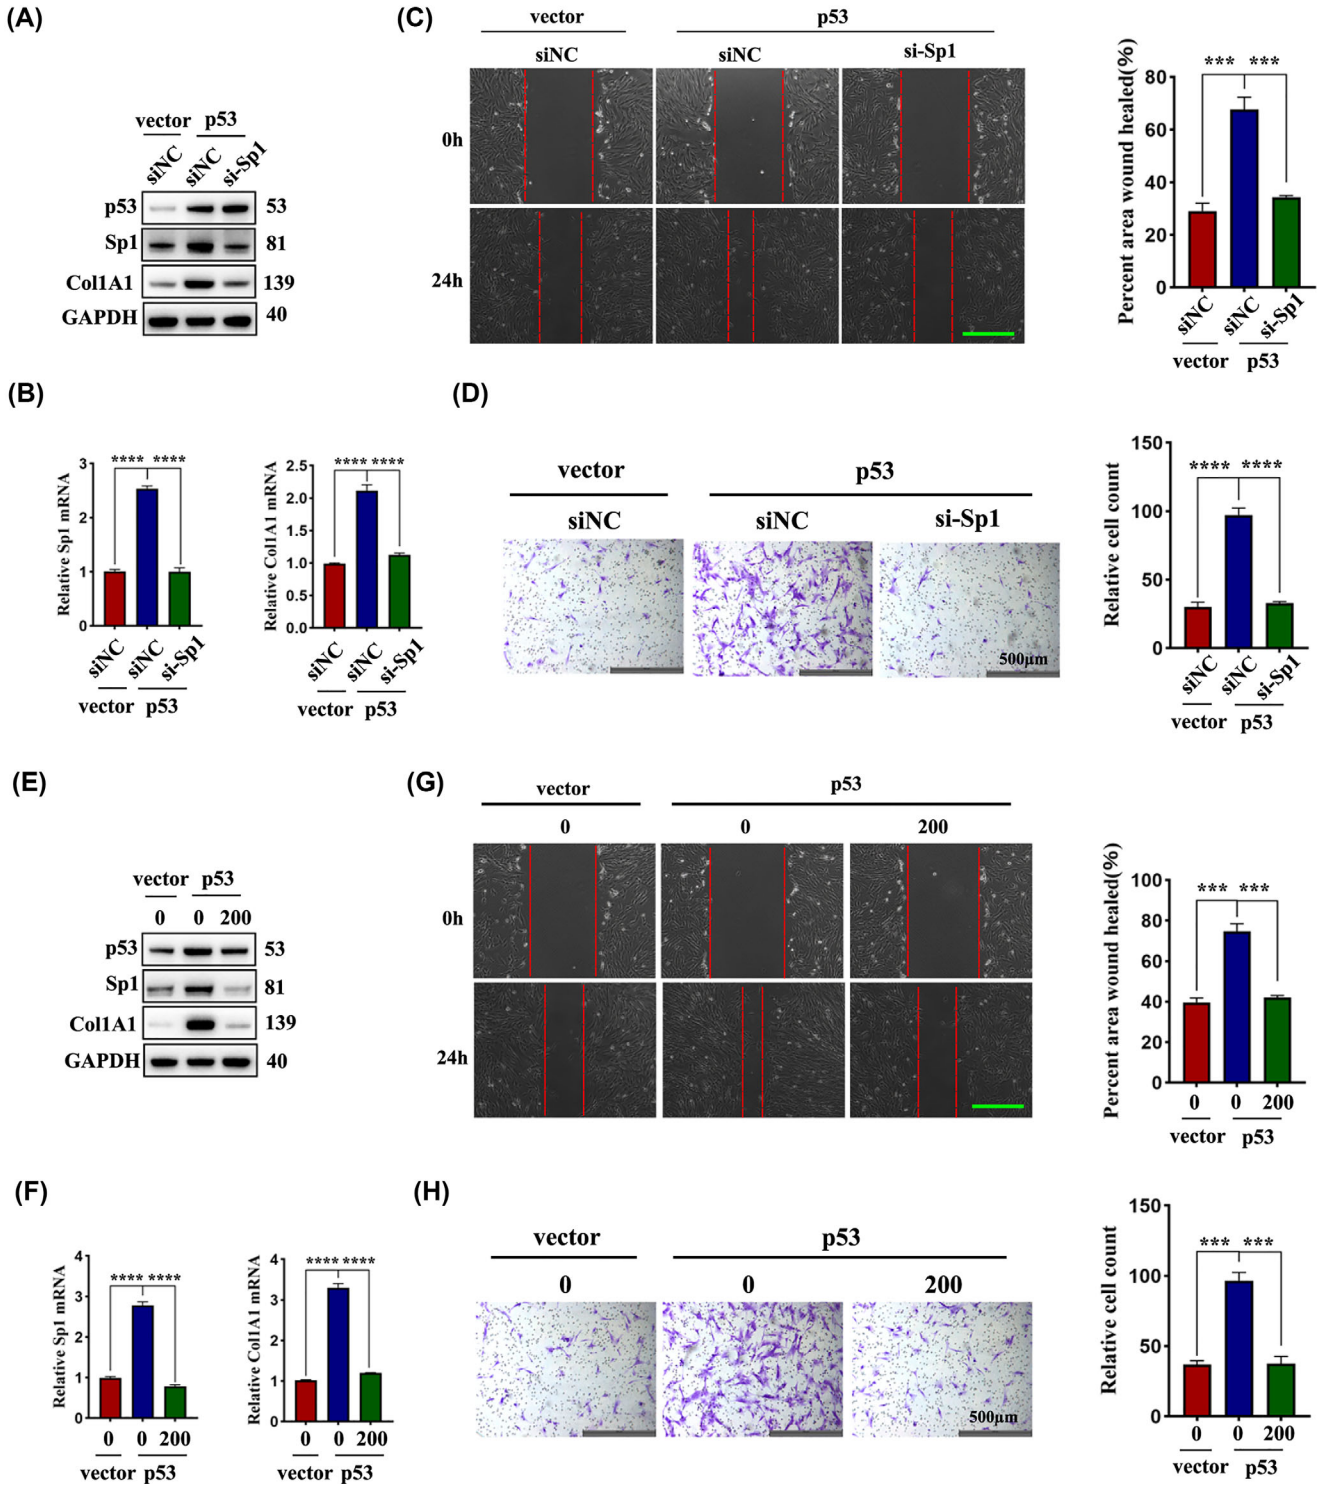 (A)
vector p53
siNC siNC si-Sp1
p53 53
Sp1 81
Col1A1 139
GAPDH 40
(C)
vector p53
siNC siNC si-Sp1
0h
24h
Percent area wound healed(%)
80
60
40
20
0
*** ***
siNC siNC si-Sp1
vector p53
(B)
Relative Sp1 mRNA
3
2
1
0
**** ****
siNC siNC si-Sp1
vector p53
Relative Col1A1 mRNA
2.5
2.0
1.5
1.0
0.5
0.0
**** ****
siNC siNC si-Sp1
vector p53
(D)
vector p53
siNC siNC si-Sp1
500μm
Relative cell count
150
100
50
0
**** ****
siNC siNC si-Sp1
vector p53
(E)
vector p53
0 0 200
p53 53
Sp1 81
Col1A1 139
GAPDH 40
(G)
vector p53
0 0 200
0h
24h
Percent area wound healed(%)
100
80
60
40
20
0
*** ***
0 0 200
vector p53
(F)
Relative Sp1 mRNA
4
3
2
1
0
**** ****
0 0 200
vector p53
Relative Col1A1 mRNA
4
3
2
1
0
**** ****
0 0 200
vector p53
(H)
vector p53
0 0 200
500μm
Relative cell count
150
100
50
0
*** ***
0 0 200
vector p53